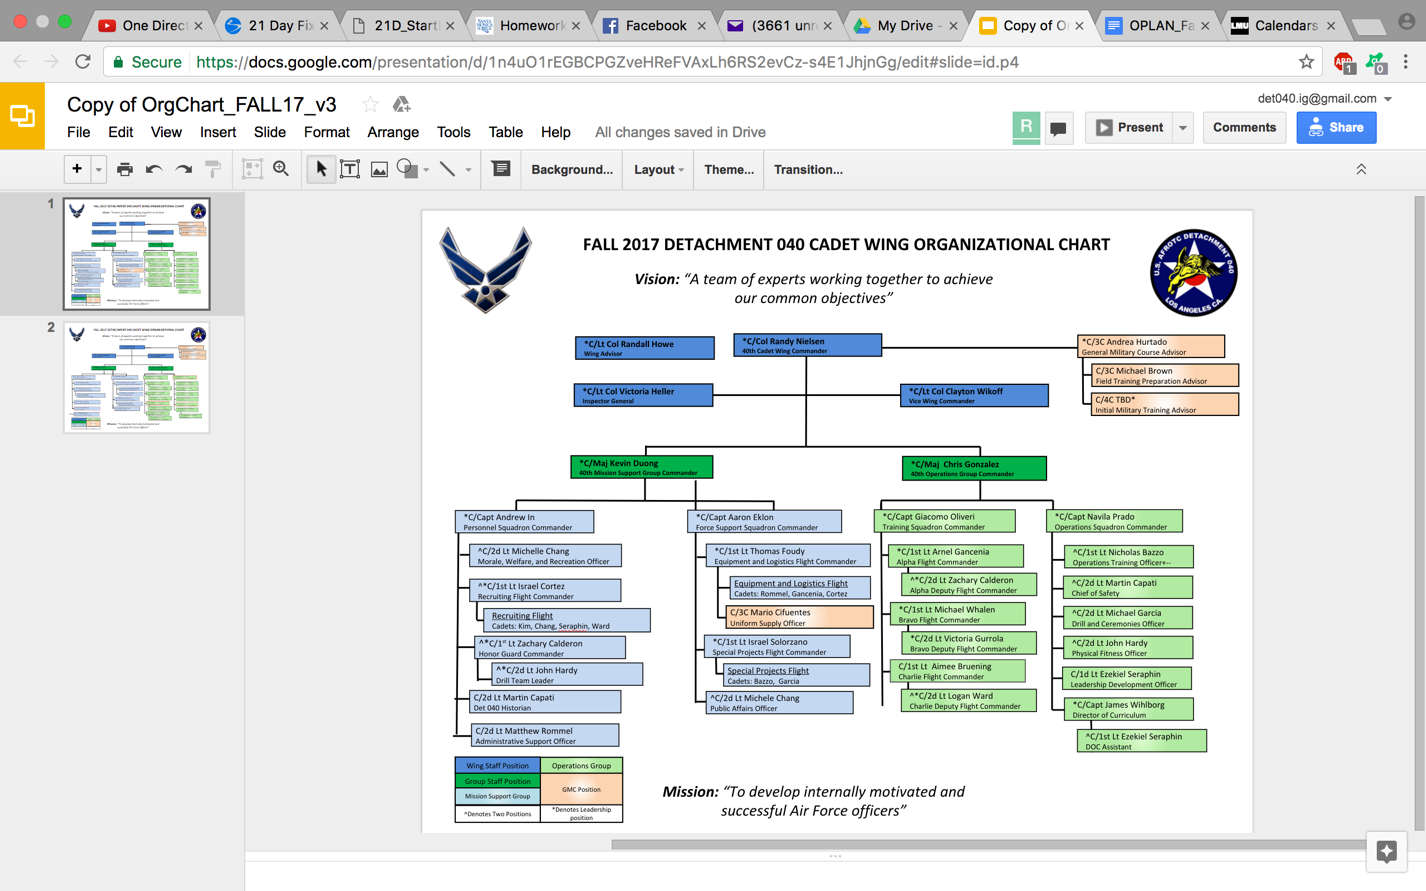 One Direct
21 Day Fix
21D_Start
Homework
Facebook
(3661 unr
My Drive -
Copy of Or
OPLAN_Fa
LMU
Calendars
Secure
https://docs.google.com/presentation/d/1n4uO1rEGBCPGZveHReFVAxLh6RS2evCz-s4E1JhjnGg/edit#slide=id.p4
ABP
1
0
Copy of OrgChart_FALL17_v3
det040.ig@gmail.com
File Edit View Insert Slide Format Arrange Tools Table Help All changes saved in Drive
R
Present
Comments
Share
Background...
Layout
Theme...
Transition...
1
2
FALL 2017 DETACHMENT 040 CADET WING ORGANIZATIONAL CHART
Vision: “A team of experts working together to achieve
our common objectives”
U.S. AFROTC DETACHMENT 040
LOS ANGELES CA.
*C/Lt Col Randall Howe
Wing Advisor
*C/Col Randy Nielsen
40th Cadet Wing Commander
*C/3C Andrea Hurtado
General Military Course Advisor
C/3C Michael Brown
Field Training Preparation Advisor
C/4C TBD*
Initial Military Training Advisor
*C/Lt Col Victoria Heller
Inspector General
*C/Lt Col Clayton Wikoff
Vice Wing Commander
*C/Maj Kevin Duong
40th Mission Support Group Commander
*C/Maj Chris Gonzalez
40th Operations Group Commander
*C/Capt Andrew In
Personnel Squadron Commander
^C/2d Lt Michelle Chang
Morale, Welfare, and Recreation Officer
^*C/1st Lt Israel Cortez
Recruiting Flight Commander
Recruiting Flight
Cadets: Kim, Chang, Seraphin, Ward
^*C/1st Lt Zachary Calderon
Honor Guard Commander
^*C/2d Lt John Hardy
Drill Team Leader
C/2d Lt Martin Capati
Det 040 Historian
C/2d Lt Matthew Rommel
Administrative Support Officer
*C/Capt Aaron Eklon
Force Support Squadron Commander
*C/1st Lt Thomas Foudy
Equipment and Logistics Flight Commander
Equipment and Logistics Flight
Cadets: Rommel, Gancenia, Cortez
C/3C Mario Cifuentes
Uniform Supply Officer
*C/1st Lt Israel Solorzano
Special Projects Flight Commander
Special Projects Flight
Cadets: Bazzo, Garcia
^C/2d Lt Michele Chang
Public Affairs Officer
*C/Capt Giacomo Oliveri
Training Squadron Commander
*C/1st Lt Arnel Gancenia
Alpha Flight Commander
^*C/2d Lt Zachary Calderon
Alpha Deputy Flight Commander
*C/1st Lt Michael Whalen
Bravo Flight Commander
*C/2d Lt Victoria Gurrola
Bravo Deputy Flight Commander
C/1st Lt Aimee Bruening
Charlie Flight Commander
^*C/2d Lt Logan Ward
Charlie Deputy Flight Commander
*C/Capt Navila Prado
Operations Squadron Commander
^C/1st Lt Nicholas Bazzo
Operations Training Officer+--
^C/2d Lt Martin Capati
Chief of Safety
^C/2d Lt Michael Garcia
Drill and Ceremonies Officer
^C/2d Lt John Hardy
Physical Fitness Officer
C/1d Lt Ezekiel Seraphin
Leadership Development Officer
*C/Capt James Wihlborg
Director of Curriculum
^C/1st Lt Ezekiel Seraphin
DOC Assistant
Wing Staff Position
Operations Group
Group Staff Position
GMC Position
Mission Support Group
^Denotes Two Positions
*Denotes Leadership
position
Mission: “To develop internally motivated and
successful Air Force officers”